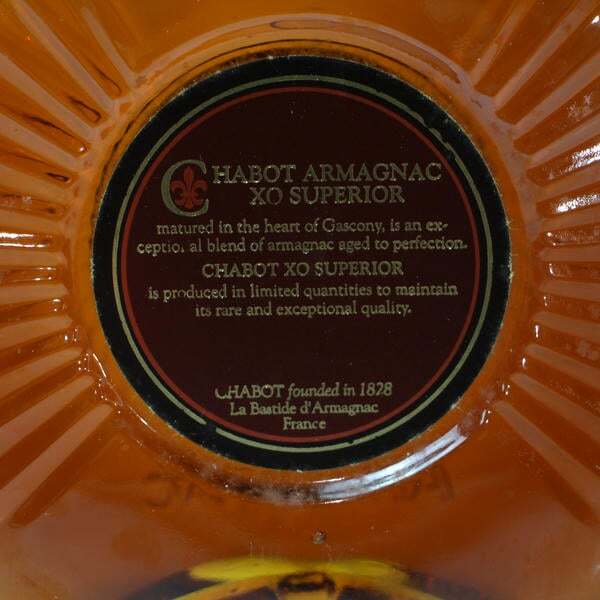 CHABOT ARMAGNAC
XO SUPERIOR
matured in the heart of Gascony, is an ex-
ceptio al blend of armagnac aged to perfection.
CHABOT XO SUPERIOR
is produced in limited quantities to maintain
its rare and exceptional quality.
CHABOT founded in 1828
La Bastide d'Armagnac
France